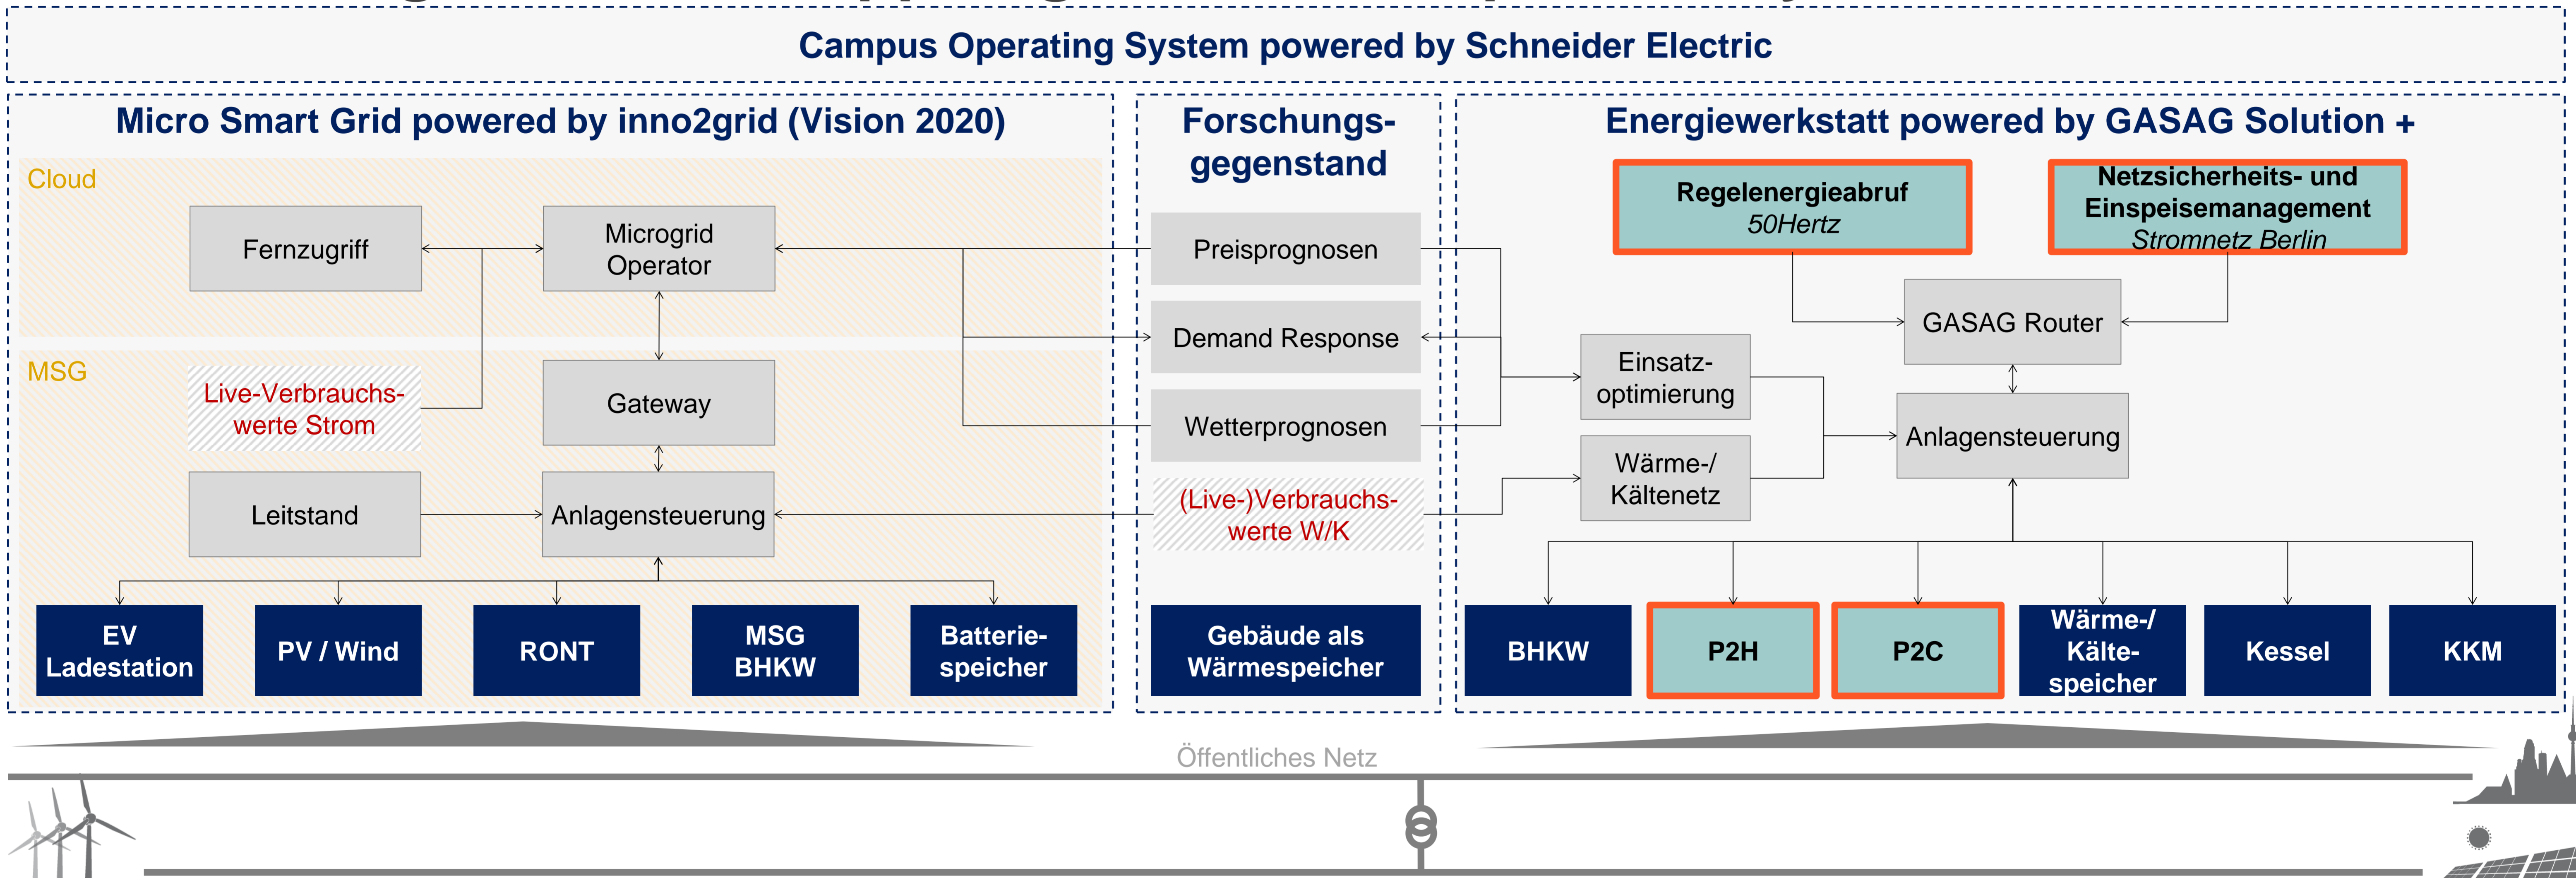 Campus Operating System powered by Schneider Electric
Micro Smart Grid powered by inno2grid (Vision 2020)
Cloud
Fernzugriff
Microgrid
Operator
MSG
Live-Verbrauchs-
werte Strom
Gateway
Leitstand
Anlagensteuerung
EV
Ladestation
PV / Wind
RONT
MSG
BHKW
Batterie-
speicher
Forschungs-
gegenstand
Preisprognosen
Demand Response
Wetterprognosen
(Live-)Verbrauchs-
werte W/K
Gebäude als
Wärmespeicher
Energiewerkstatt powered by GASAG Solution +
Regelenergieabruf
50Hertz
Netzsicherheits- und
Einspeisemanagement
Stromnetz Berlin
GASAG Router
Einsatz-
optimierung
Wärme-/
Kältenetz
Anlagensteuerung
BHKW
P2H
P2C
Wärme-/
Kälte-
speicher
Kessel
KKM
Öffentliches Netz